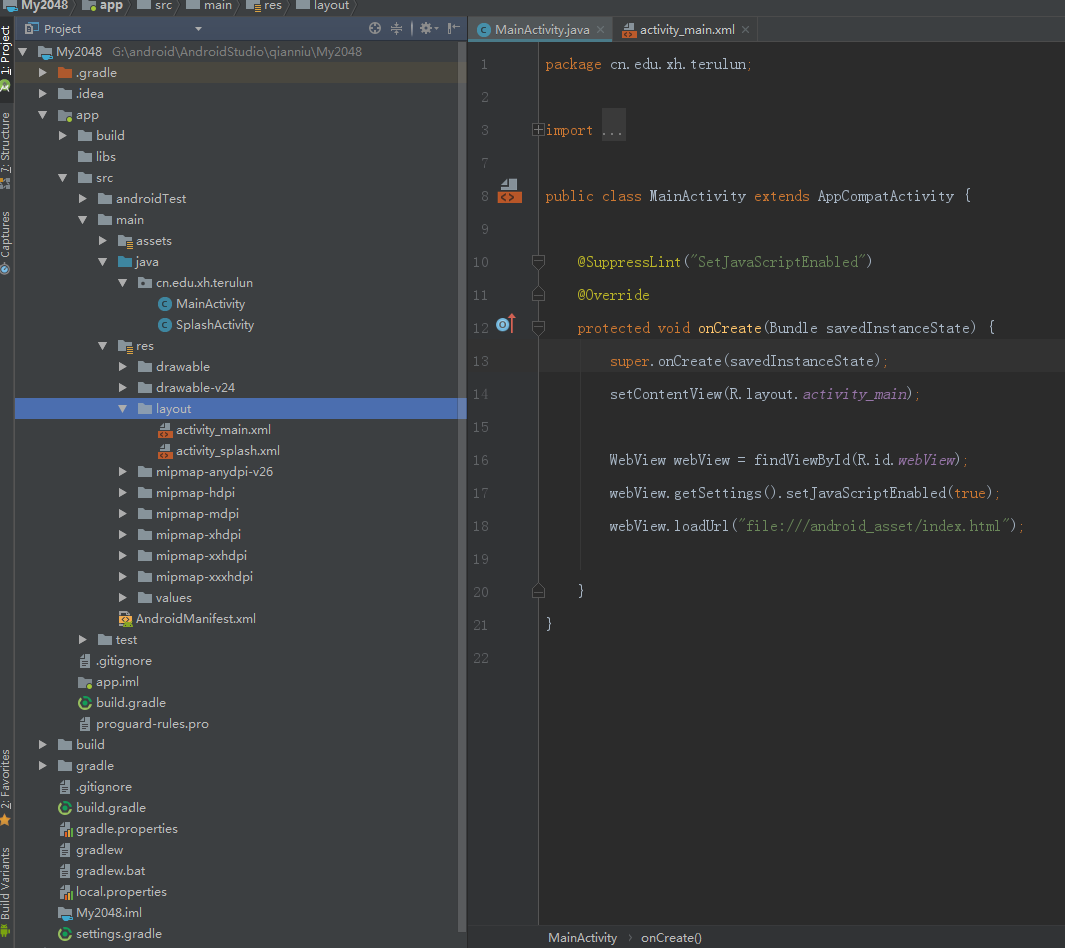 My2048 app src main res layout
1: Project
7: Structure
Captures
2: Favorites
Build Variants
Project
My2048 G:\android\AndroidStudio\qianniu\My2048
.gradle
.idea
app
build
libs
src
androidTest
main
assets
java
cn.edu.xh.terulun
MainActivity
SplashActivity
res
drawable
drawable-v24
layout
activity_main.xml
activity_splash.xml
mipmap-anydpi-v26
mipmap-hdpi
mipmap-mdpi
mipmap-xhdpi
mipmap-xxhdpi
mipmap-xxxhdpi
values
AndroidManifest.xml
test
.gitignore
app.iml
build.gradle
proguard-rules.pro
build
gradle
.gitignore
build.gradle
gradle.properties
gradlew
gradlew.bat
local.properties
My2048.iml
settings.gradle
MainActivity.java activity_main.xml
1 package cn.edu.xh.terulun;
2
3 import ...
7
8 public class MainActivity extends AppCompatActivity {
9
10 @SuppressLint("SetJavaScriptEnabled")
11 @Override
12 protected void onCreate(Bundle savedInstanceState) {
13 super.onCreate(savedInstanceState);
14 setContentView(R.layout.activity_main);
15
16 WebView webView = findViewById(R.id.webView);
17 webView.getSettings().setJavaScriptEnabled(true);
18 webView.loadUrl("file:///android_asset/index.html");
19
20 }
21 }
22
MainActivity › onCreate()